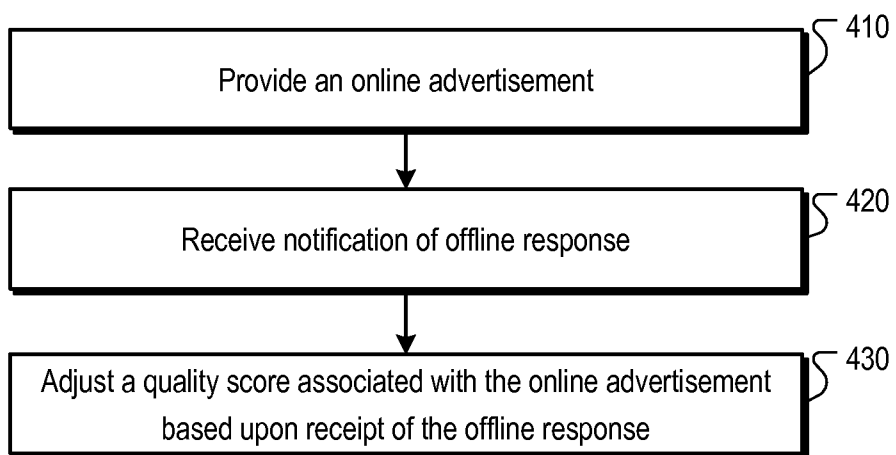 410
Provide an online advertisement
420
Receive notification of offline response
430
Adjust a quality score associated with the online advertisement
based upon receipt of the offline response